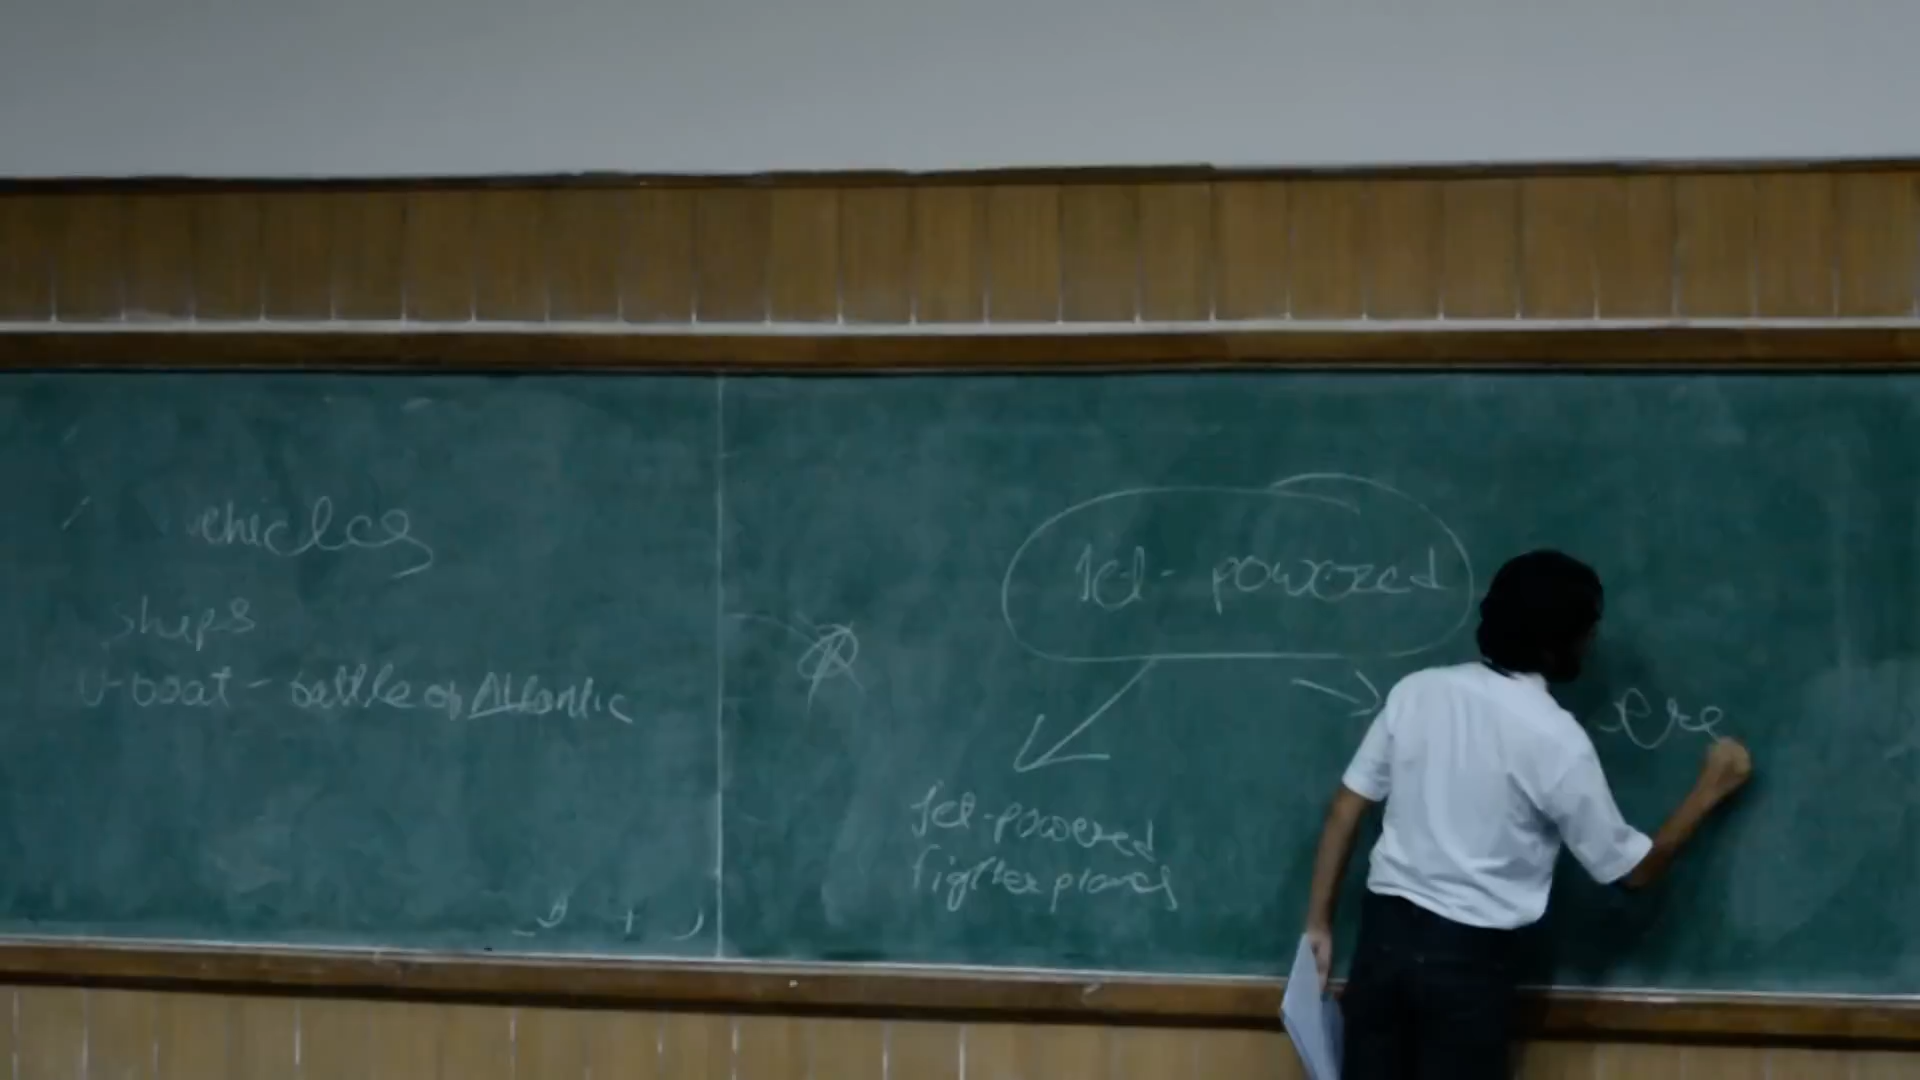 vehicles
ships
U-boat - battle of Atlantic
Jet - powered
Jet-powered
fighter planes